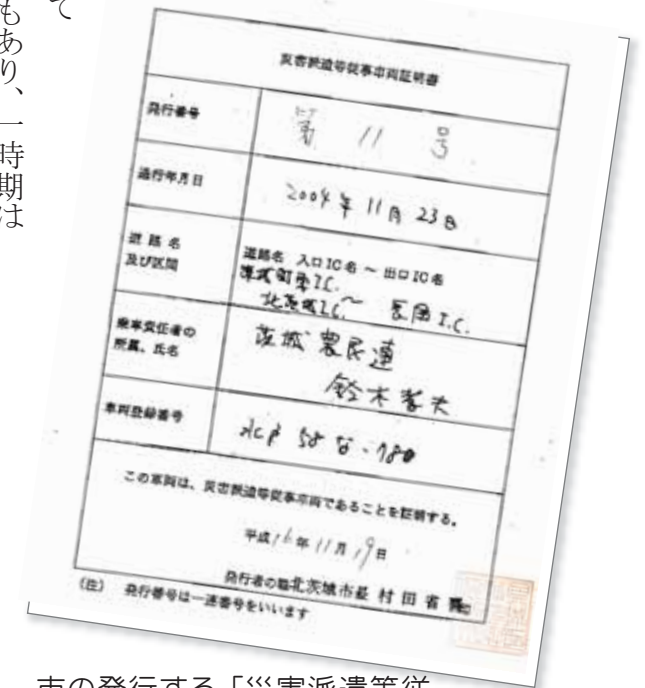 て
もあり、一時期は
災害派遣等従事車両証明書
発行番号
第 11 号
通行年月日
2004年11月23日
道路名
及び区間
道路名 入口IC名 ~ 出口IC名
I.C.
北茨城I.C. ~ 長岡I.C.
乗車責任者の
所属、氏名
茨城農民連
鈴木孝夫
車両登録番号
水戸 58 な・780
この車両は、災害派遣等従事車両であることを証明する。
平成16年11月19日
発行者の職北茨城市長 村田省
(注) 発行番号は一連番号をいいます
市の発行する「災害派遣等従